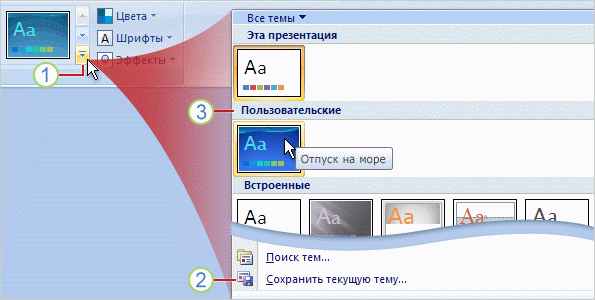 Aa
Цвета
Шрифты
Эффекты
1
Все темы
Эта презентация
Aa
3
Пользовательские
Aa
Отпуск на море
Встроенные
Aa Aa Aa Aa Aa
Поиск тем...
2
Сохранить текущую тему...